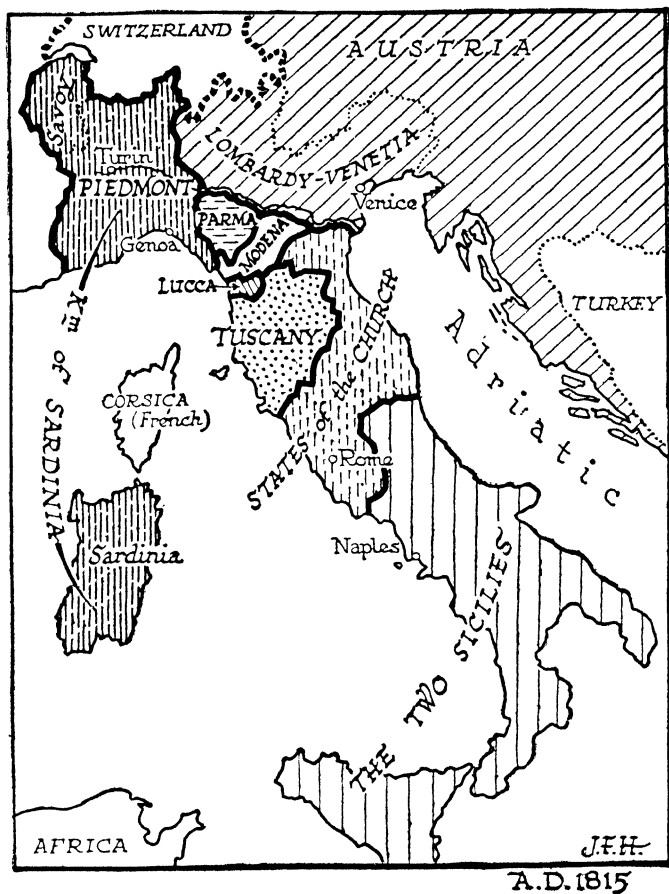 SWITZERLAND
AUSTRIA
SAVOY
LOMBARDY-VENETIA
Turin
PIEDMONT
Venice
PARMA
MODENA
Genoa
LUCCA
TURKEY
TUSCANY
Km of SARDINIA
STATES of the CHURCH
Adriatic
CORSICA
(French)
Rome
Sardinia
Naples
THE TWO SICILIES
AFRICA
J.F.H.
A.D. 1815